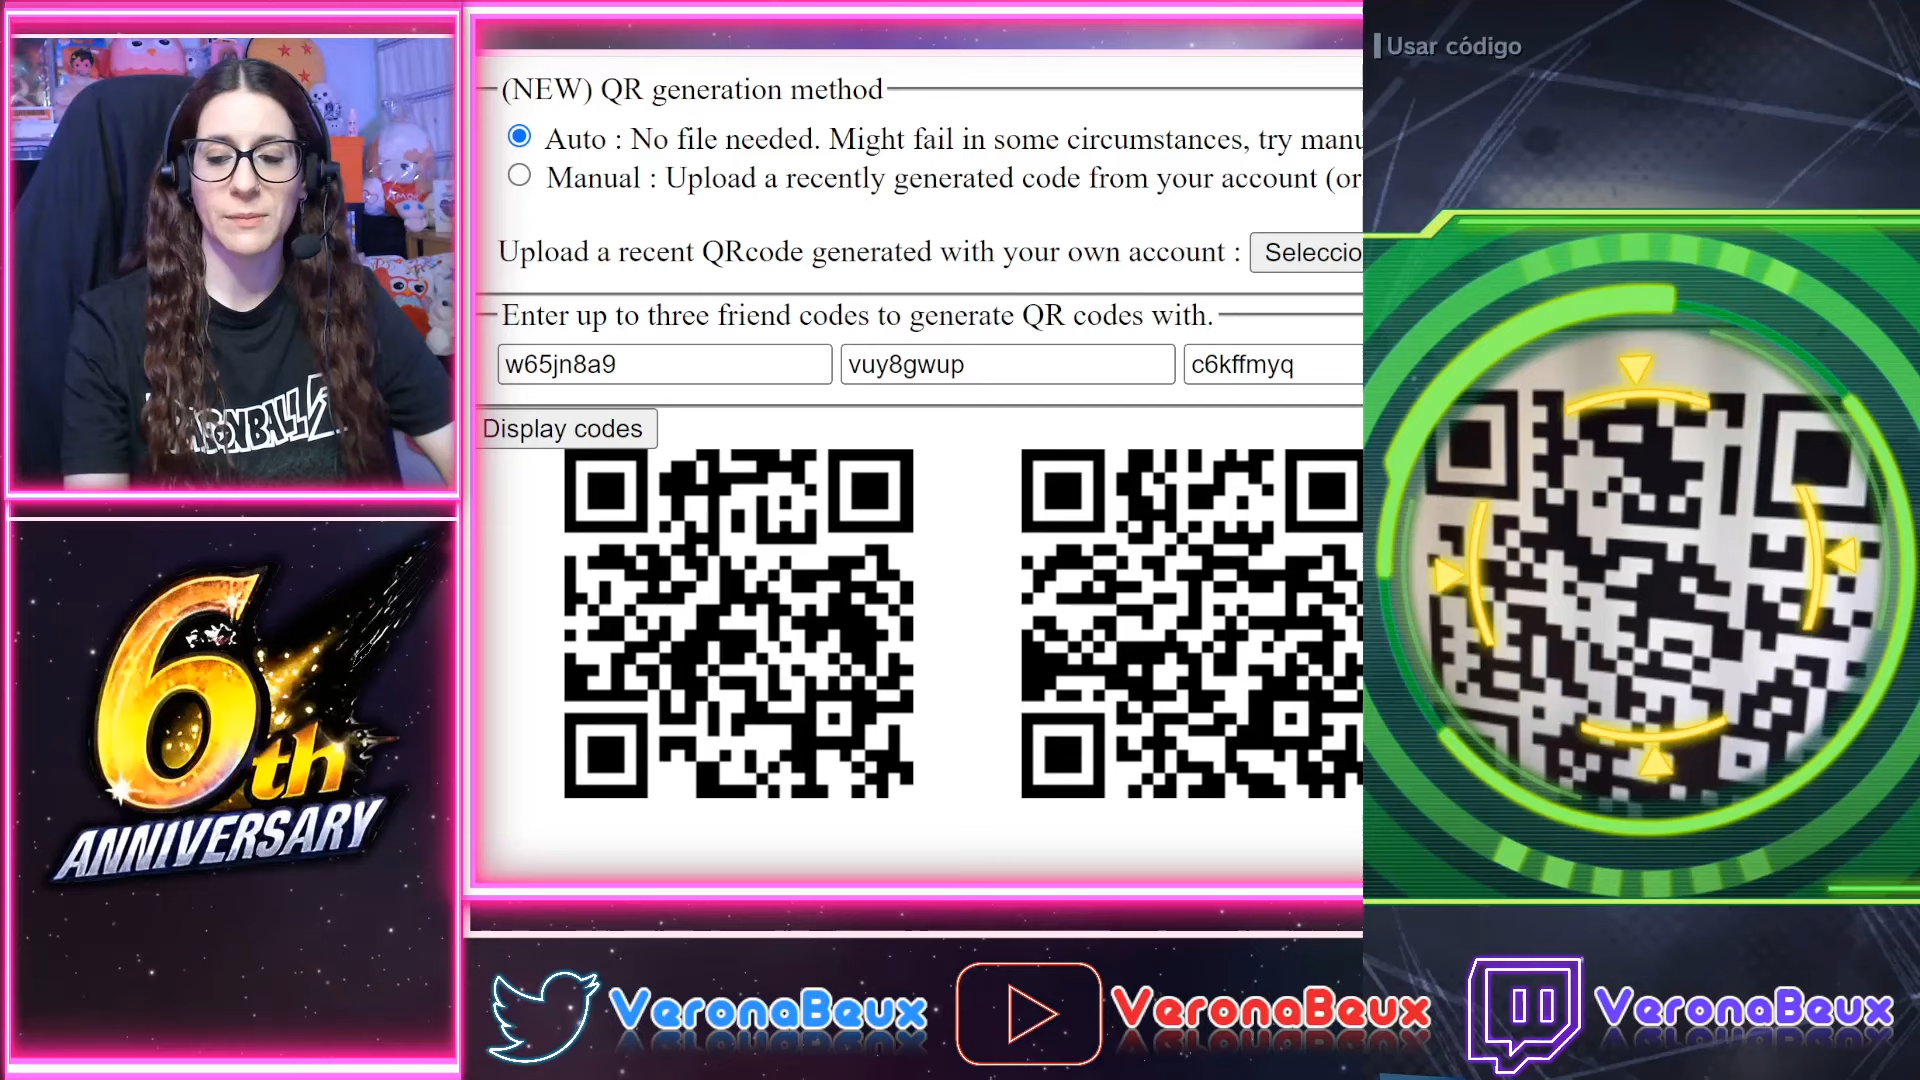 (NEW) QR generation method
Auto : No file needed. Might fail in some circumstances, try manu
Manual : Upload a recently generated code from your account (or
Upload a recent QRcode generated with your own account : Seleccio
Enter up to three friend codes to generate QR codes with.
w65jn8a9 vuy8gwup c6kffmyq
Display codes
Usar código
DRAGONBALL Z
6th
ANNIVERSARY
VeronaBeux VeronaBeux VeronaBeux